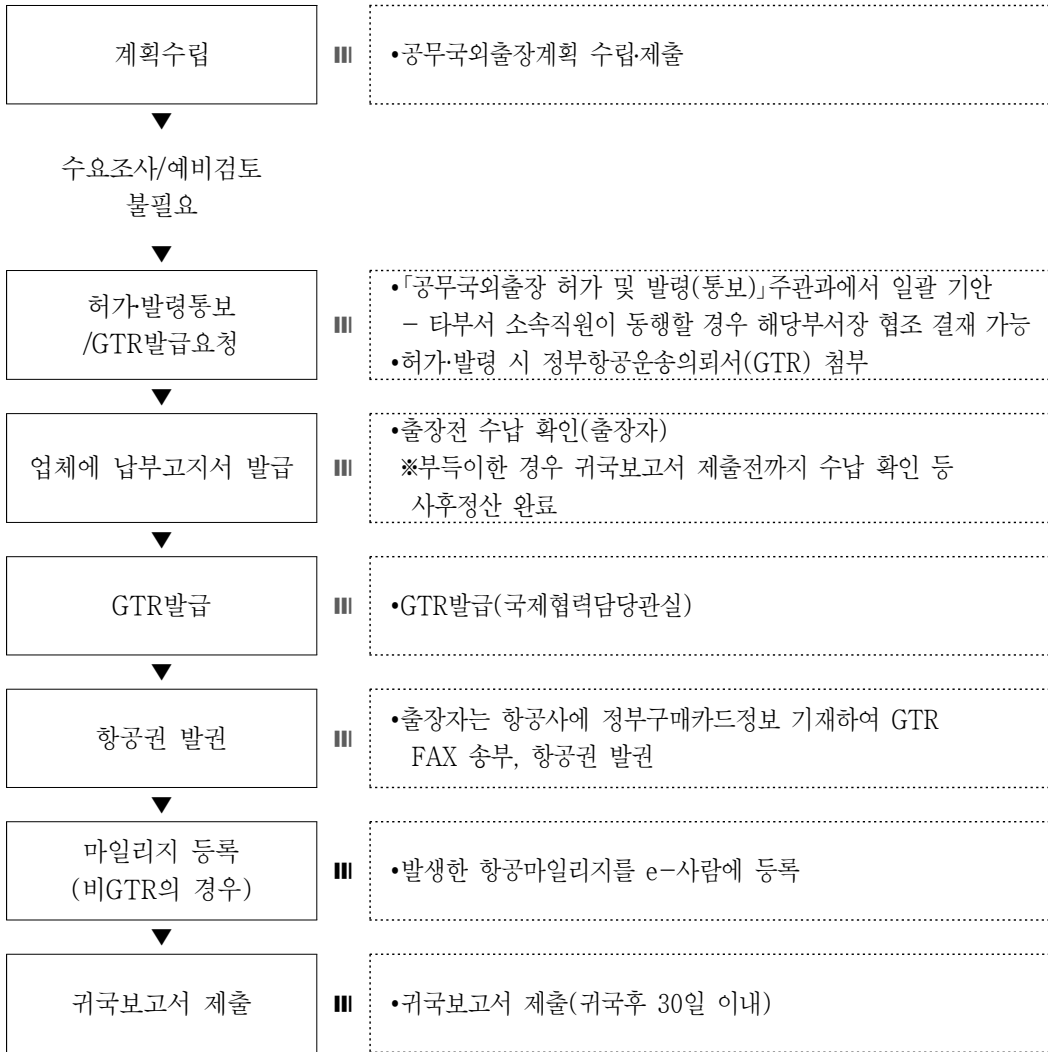 계획수립
•공무국외출장계획 수립·제출
▼
수요조사/예비검토
불필요
▼
허가·발령통보
/GTR발급요청
•「공무국외출장 허가 및 발령(통보)」주관과에서 일괄 기안
- 타부서 소속직원이 동행할 경우 해당부서장 협조 결재 가능
•허가·발령 시 정부항공운송의뢰서(GTR) 첨부
▼
업체에 납부고지서 발급
•출장전 수납 확인(출장자)
※부득이한 경우 귀국보고서 제출전까지 수납 확인 등
사후정산 완료
▼
GTR발급
•GTR발급(국제협력담당관실)
▼
항공권 발권
•출장자는 항공사에 정부구매카드정보 기재하여 GTR
FAX 송부, 항공권 발권
▼
마일리지 등록
(비GTR의 경우)
•발생한 항공마일리지를 e-사람에 등록
▼
귀국보고서 제출
•귀국보고서 제출(귀국후 30일 이내)